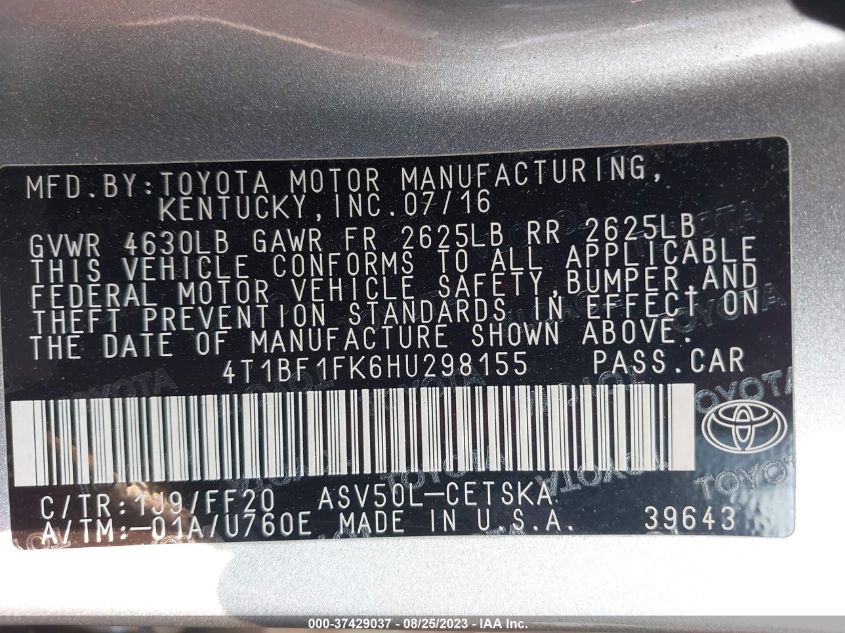 MFD.BY:TOYOTA MOTOR MANUFACTURING,
KENTUCKY,INC.07/16
GVWR 4630LB GAWR FR 2625LB RR 2625LB
THIS VEHICLE CONFORMS TO ALL APPLICABLE
FEDERAL MOTOR VEHICLE SAFETY,BUMPER,AND
THEFT PREVENTION STANDARDS IN EFFECT ON
THE DATE OF MANUFACTURE SHOWN ABOVE.
4T1BF1FK6HU298155 PASS.CAR
TOYOTA
C/TR:1J9/FF20 ASV50L-CETSKA
A/TM:-01A/U760E MADE IN U.S.A. 39643
000-37429037 - 08/25/2023 - IAA Inc.